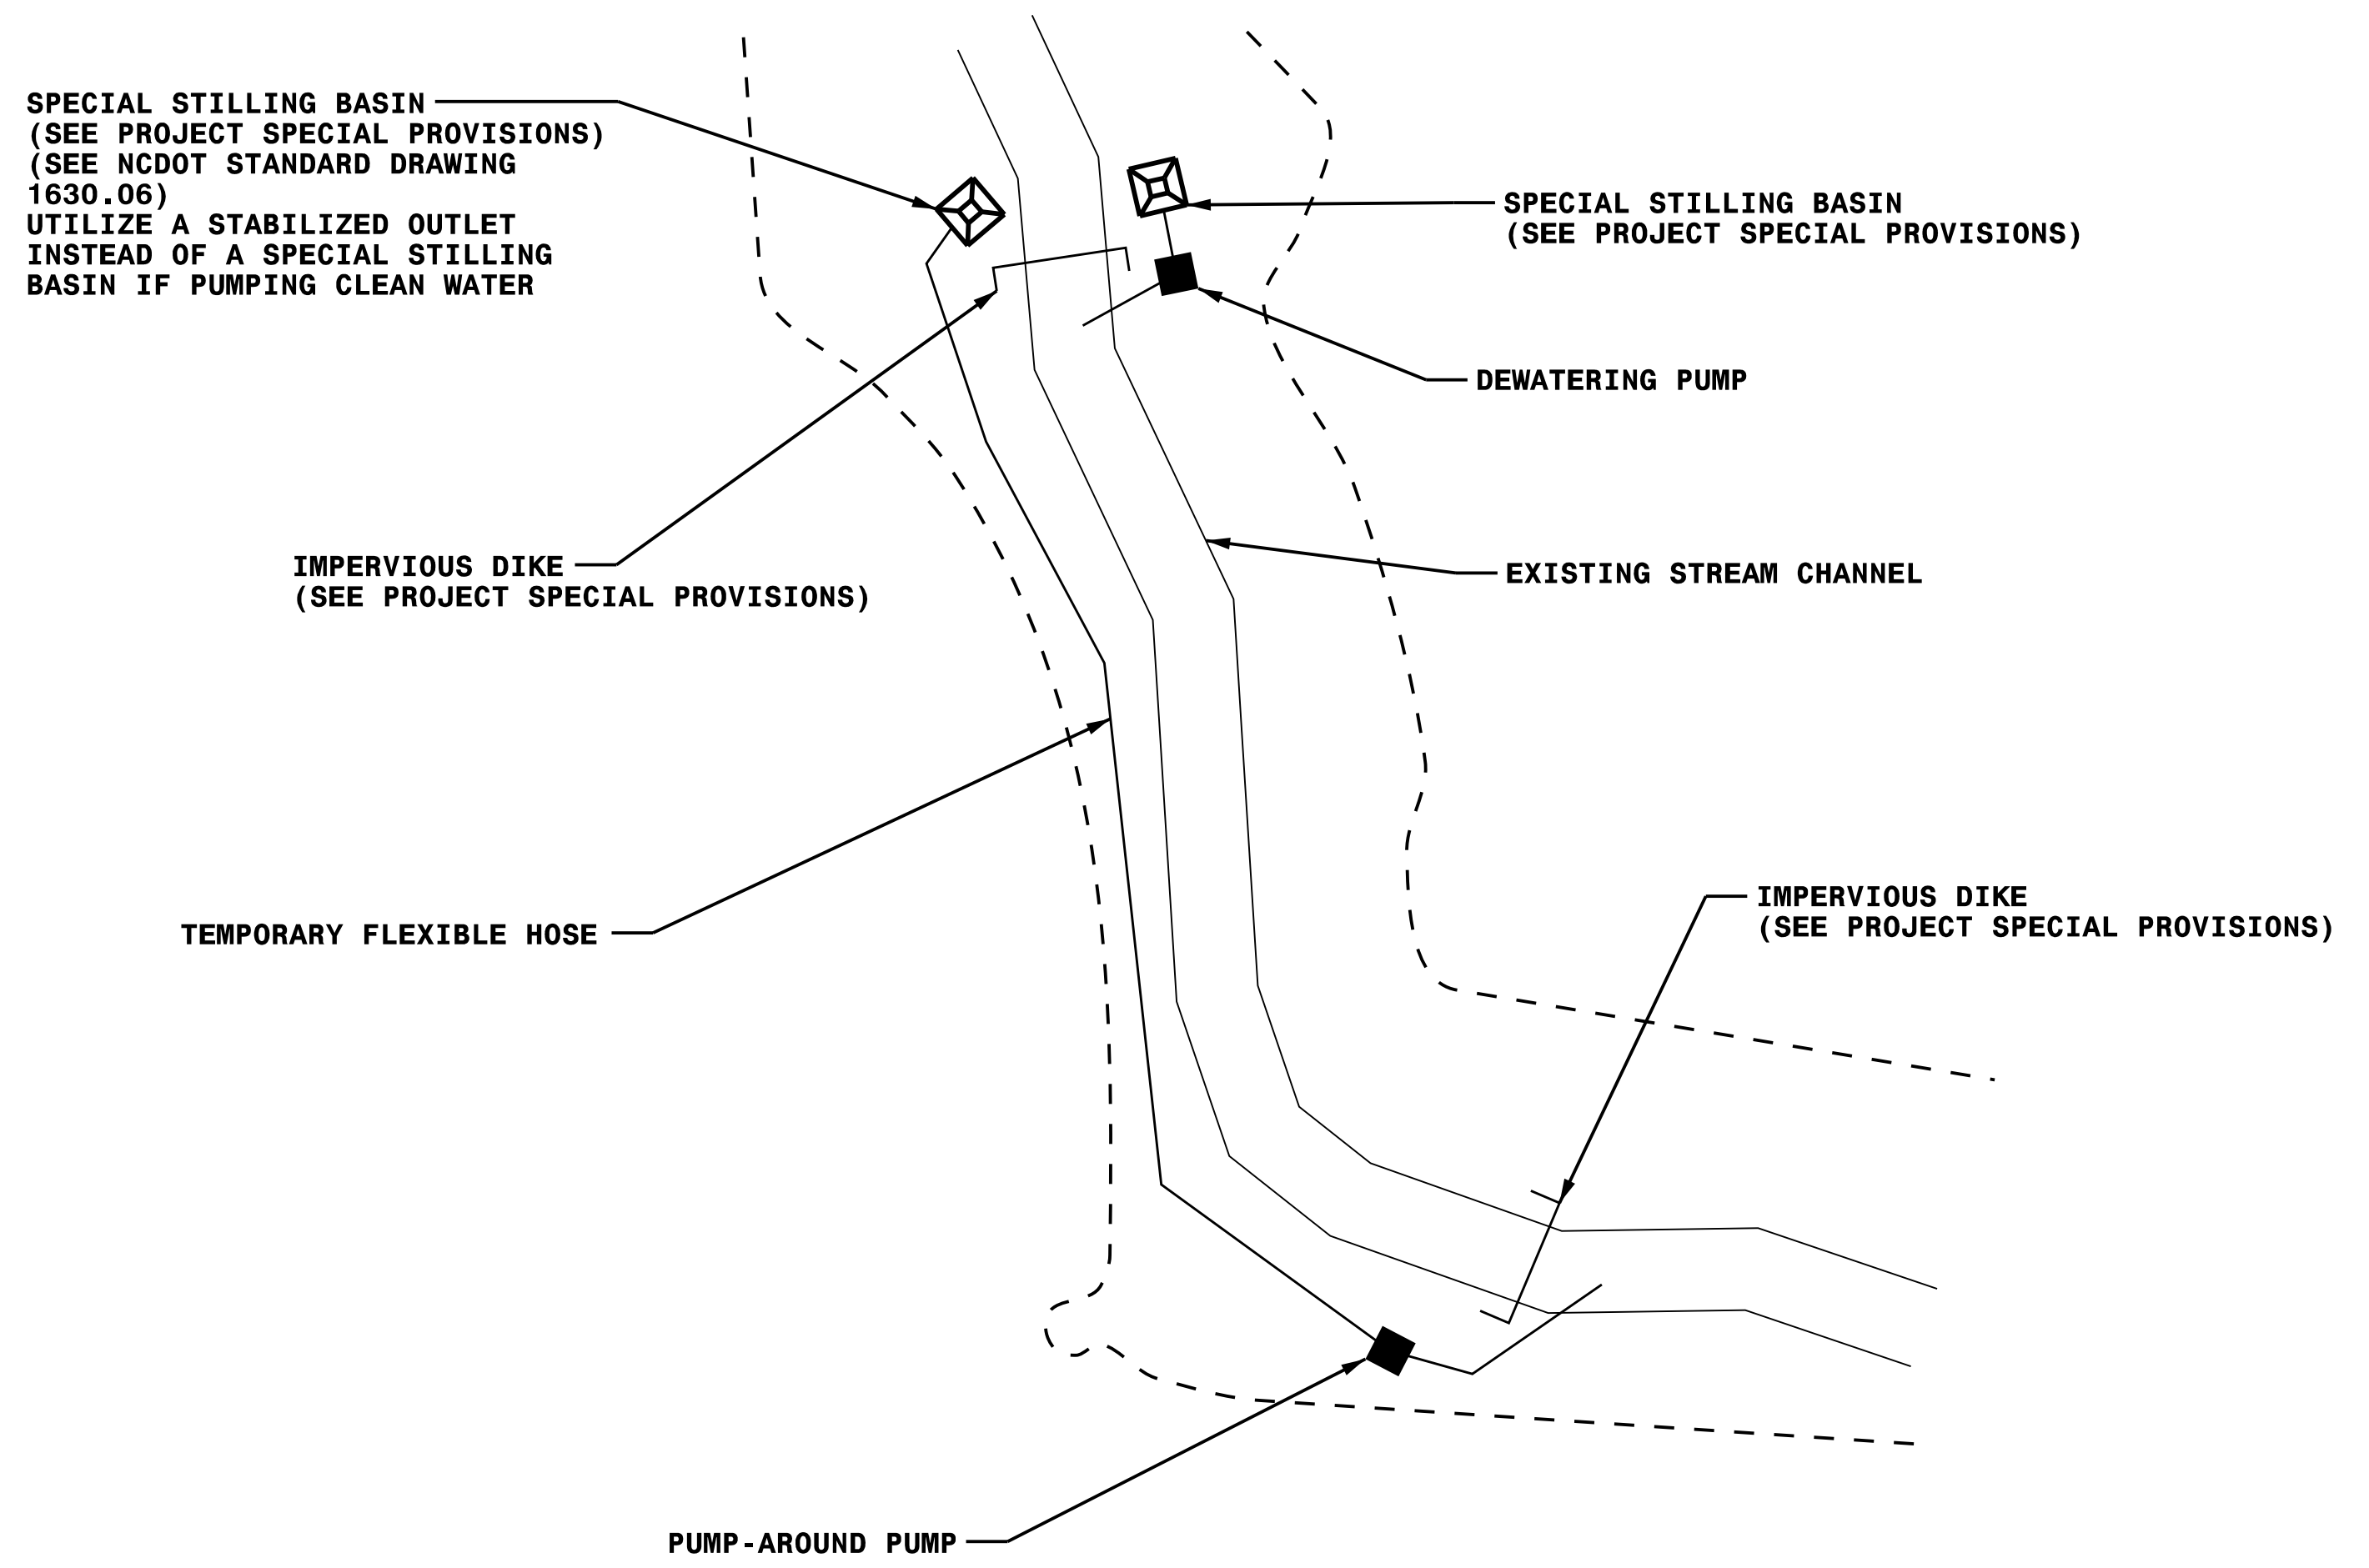 SPECIAL STILLING BASIN
(SEE PROJECT SPECIAL PROVISIONS)
(SEE NCDOT STANDARD DRAWING
1630.06)
UTILIZE A STABILIZED OUTLET
INSTEAD OF A SPECIAL STILLING
BASIN IF PUMPING CLEAN WATER
SPECIAL STILLING BASIN
(SEE PROJECT SPECIAL PROVISIONS)
DEWATERING PUMP
IMPERVIOUS DIKE
(SEE PROJECT SPECIAL PROVISIONS)
EXISTING STREAM CHANNEL
TEMPORARY FLEXIBLE HOSE
IMPERVIOUS DIKE
(SEE PROJECT SPECIAL PROVISIONS)
PUMP-AROUND PUMP